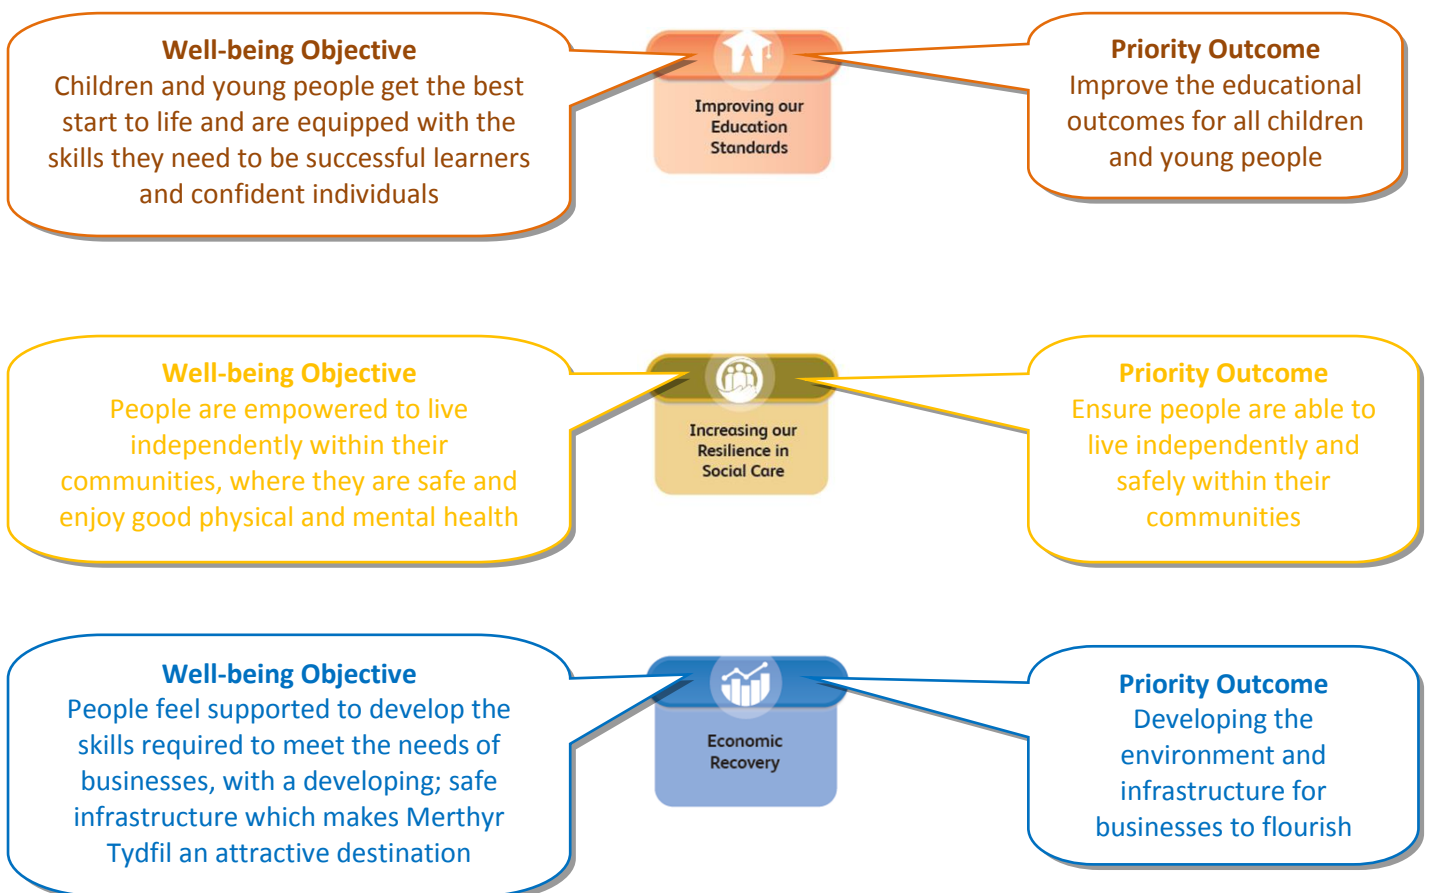 Well-being Objective
Children and young people get the best
start to life and are equipped with the
skills they need to be successful learners
and confident individuals
Improving our
Education
Standards
Priority Outcome
Improve the educational
outcomes for all children
and young people
Well-being Objective
People are empowered to live
independently within their
communities, where they are safe and
enjoy good physical and mental health
Increasing our
Resilience in
Social Care
Priority Outcome
Ensure people are able to
live independently and
safely within their
communities
Well-being Objective
People feel supported to develop the
skills required to meet the needs of
businesses, with a developing; safe
infrastructure which makes Merthyr
Tydfil an attractive destination
Economic
Recovery
Priority Outcome
Developing the
environment and
infrastructure for
businesses to flourish